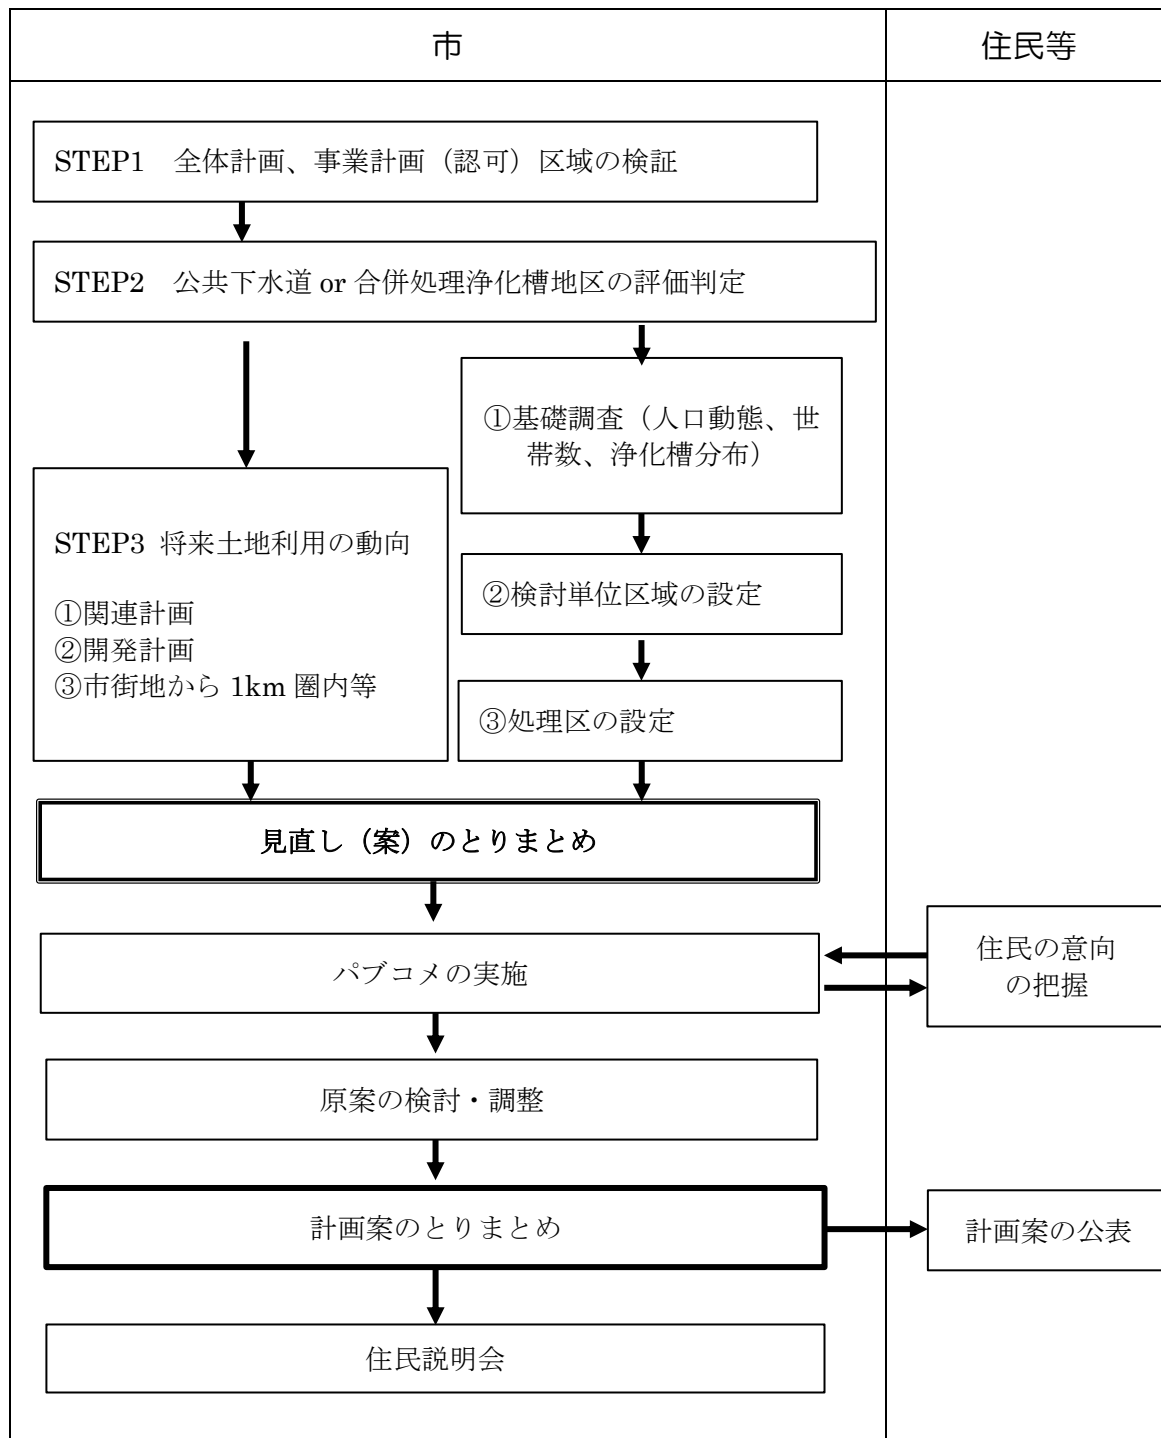 市
住民等
STEP1　全体計画、事業計画（認可）区域の検証
STEP2　公共下水道 or 合併処理浄化槽地区の評価判定
①基礎調査（人口動態、世
帯数、浄化槽分布）
②検討単位区域の設定
③処理区の設定
STEP3 将来土地利用の動向
①関連計画
②開発計画
③市街地から 1km 圏内等
見直し（案）のとりまとめ
パブコメの実施
住民の意向
の把握
原案の検討・調整
計画案のとりまとめ
計画案の公表
住民説明会